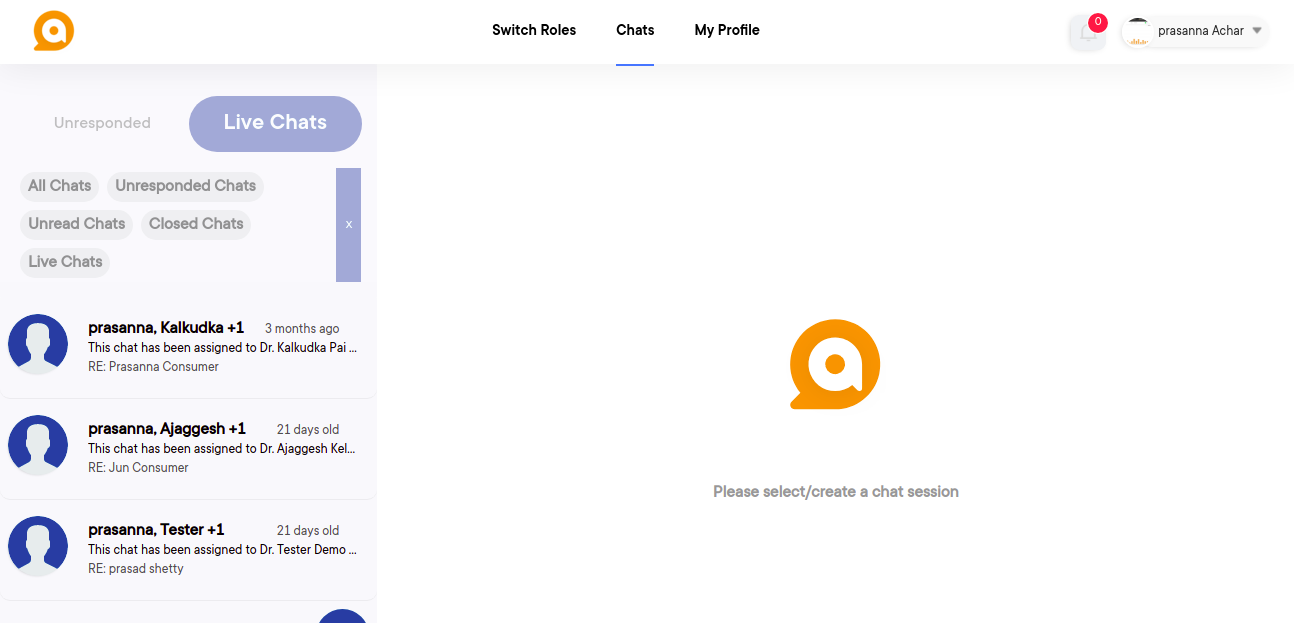 Switch Roles
Chats
My Profile
0
prasanna Achar
Unresponded
Live Chats
All Chats
Unresponded Chats
Unread Chats
Closed Chats
Live Chats
x
prasanna, Kalkudka +1
3 months ago
This chat has been assigned to Dr. Kalkudka Pai ...
RE: Prasanna Consumer
prasanna, Ajaggesh +1
21 days old
This chat has been assigned to Dr. Ajaggesh Kel...
RE: Jun Consumer
prasanna, Tester +1
21 days old
This chat has been assigned to Dr. Tester Demo ...
RE: prasad shetty
Please select/create a chat session